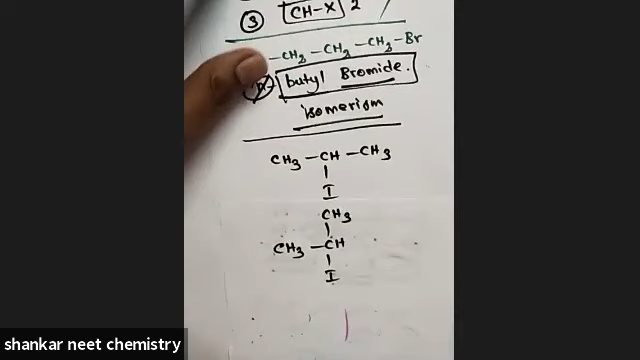 ③ CH-X 2
-CH₂ -CH₂ -CH₂-Br
n- butyl Bromide.
isomerism
CH₃ -CH -CH₃
I
CH₃
CH₃ -CH
I
shankar neet chemistry